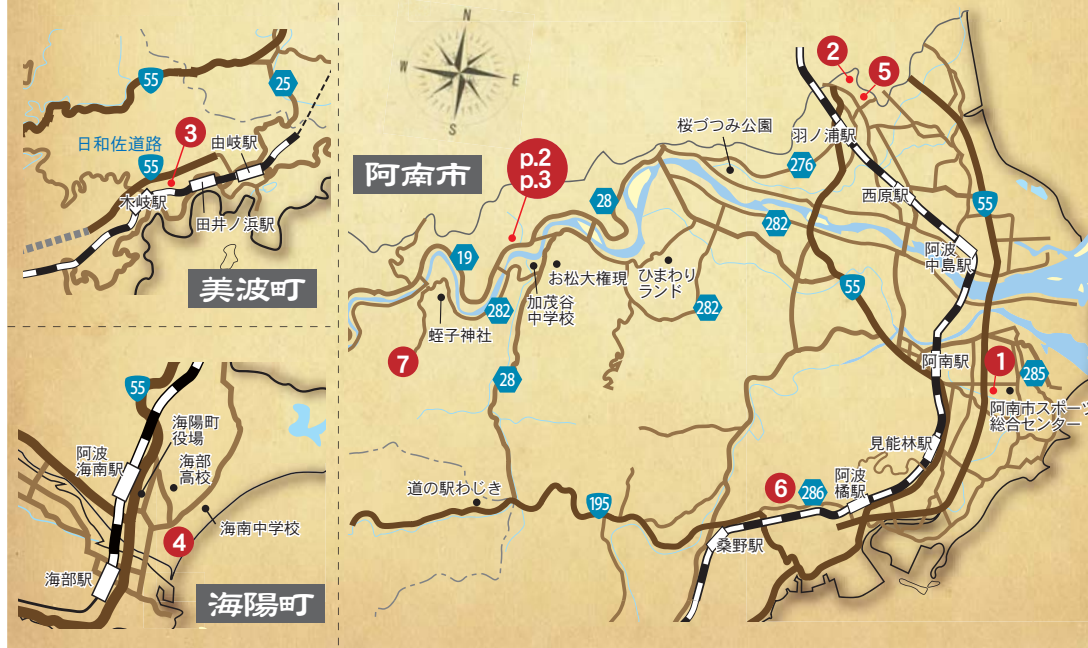 55
25
日和佐道路
3
由岐駅
55
木岐駅
田井ノ浜駅
美波町
55
海陽町
役場
阿波
海南駅
海部
高校
海南中学校
4
海部駅
海陽町
N
W
E
S
阿南市
p.2
p.3
2
5
桜づつみ公園
羽ノ浦駅
276
28
西原駅
55
282
19
お松大権現
ひまわり
ランド
阿波
中島駅
55
282
加茂谷
中学校
282
蛭子神社
7
28
阿南駅
1
285
阿南市スポーツ
総合センター
見能林駅
道の駅わじき
195
6
286
阿波
橘駅
桑野駅